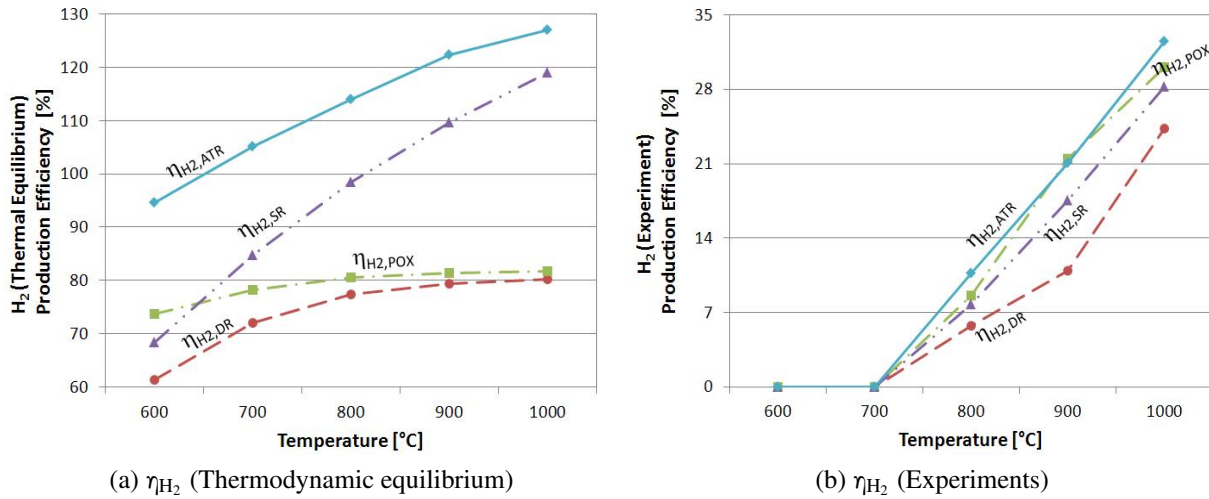 H₂ (Thermal Equilibrium)
Production Efficiency [%]
130
120
110
100
90
80
70
60
ηH2,ATR
ηH2,SR
ηH2,POX
ηH2,DR
600 700 800 900 1000
Temperature [°C]
(a) ηH₂ (Thermodynamic equilibrium)
H₂ (Experiment)
Production Efficiency [%]
35
28
21
14
7
0
ηH2,POX
ηH2,ATR
ηH2,SR
ηH2,DR
600 700 800 900 1000
Temperature [°C]
(b) ηH₂ (Experiments)